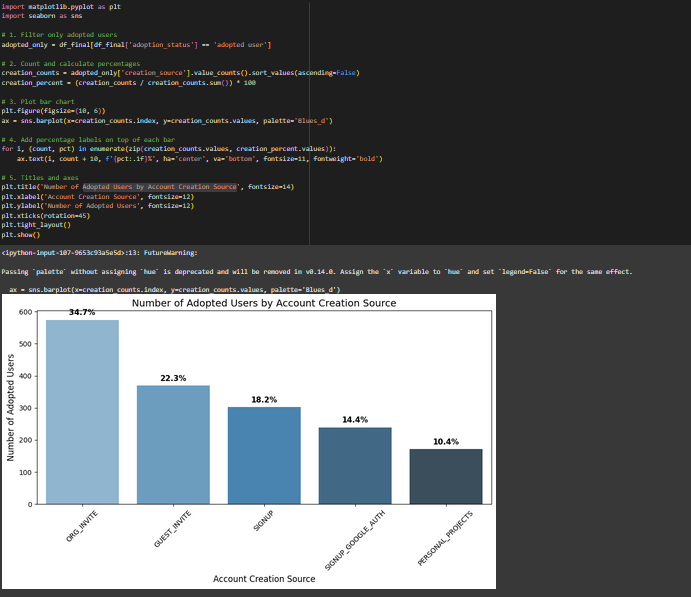 import matplotlib.pyplot as plt
import seaborn as sns
# 1. Filter only adopted users
adopted_only = df_final[df_final['adoption_status'] == 'adopted user']
# 2. Count and calculate percentages
creation_counts = adopted_only['creation_source'].value_counts().sort_values(ascending=False)
creation_percent = (creation_counts / creation_counts.sum()) * 100
# 3. Plot bar chart
plt.figure(figsize=(10, 6))
ax = sns.barplot(x=creation_counts.index, y=creation_counts.values, palette='Blues_d')
# 4. Add percentage labels on top of each bar
for i, (count, pct) in enumerate(zip(creation_counts.values, creation_percent.values)):
    ax.text(i, count + 10, f'{pct:.1f}%', ha='center', va='bottom', fontsize=11, fontweight='bold')
# 5. Titles and axes
plt.title('Number of Adopted Users by Account Creation Source', fontsize=14)
plt.xlabel('Account Creation Source', fontsize=12)
plt.ylabel('Number of Adopted Users', fontsize=12)
plt.xticks(rotation=45)
plt.tight_layout()
plt.show()
<ipython-input-107-9653c93a5e5d>:13: FutureWarning:
Passing `palette` without assigning `hue` is deprecated and will be removed in v0.14.0. Assign the `x` variable to `hue` and set `legend=False` for the same effect.
  ax = sns.barplot(x=creation_counts.index, y=creation_counts.values, palette='Blues_d')
Number of Adopted Users by Account Creation Source
34.7%
22.3%
18.2%
14.4%
10.4%
Number of Adopted Users
600
500
400
300
200
100
0
ORG_INVITE
GUEST_INVITE
SIGNUP
SIGNUP_GOOGLE_AUTH
PERSONAL_PROJECTS
Account Creation Source